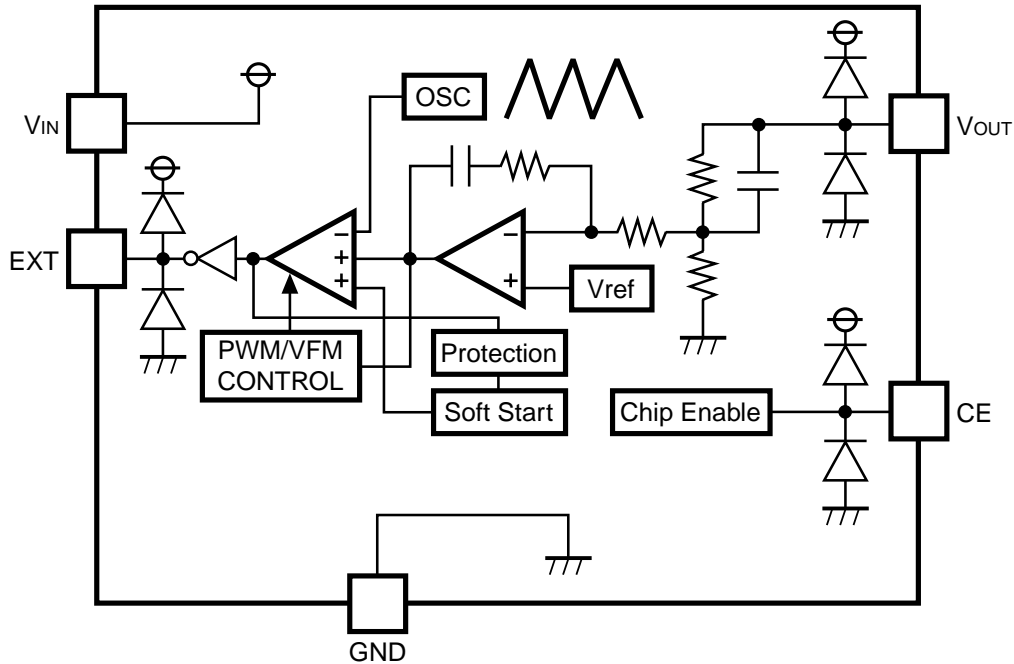 OSC
VIN
VOUT
EXT
−
+
+
−
+
Vref
PWM/VFM
CONTROL
Protection
Soft Start
Chip Enable
CE
GND